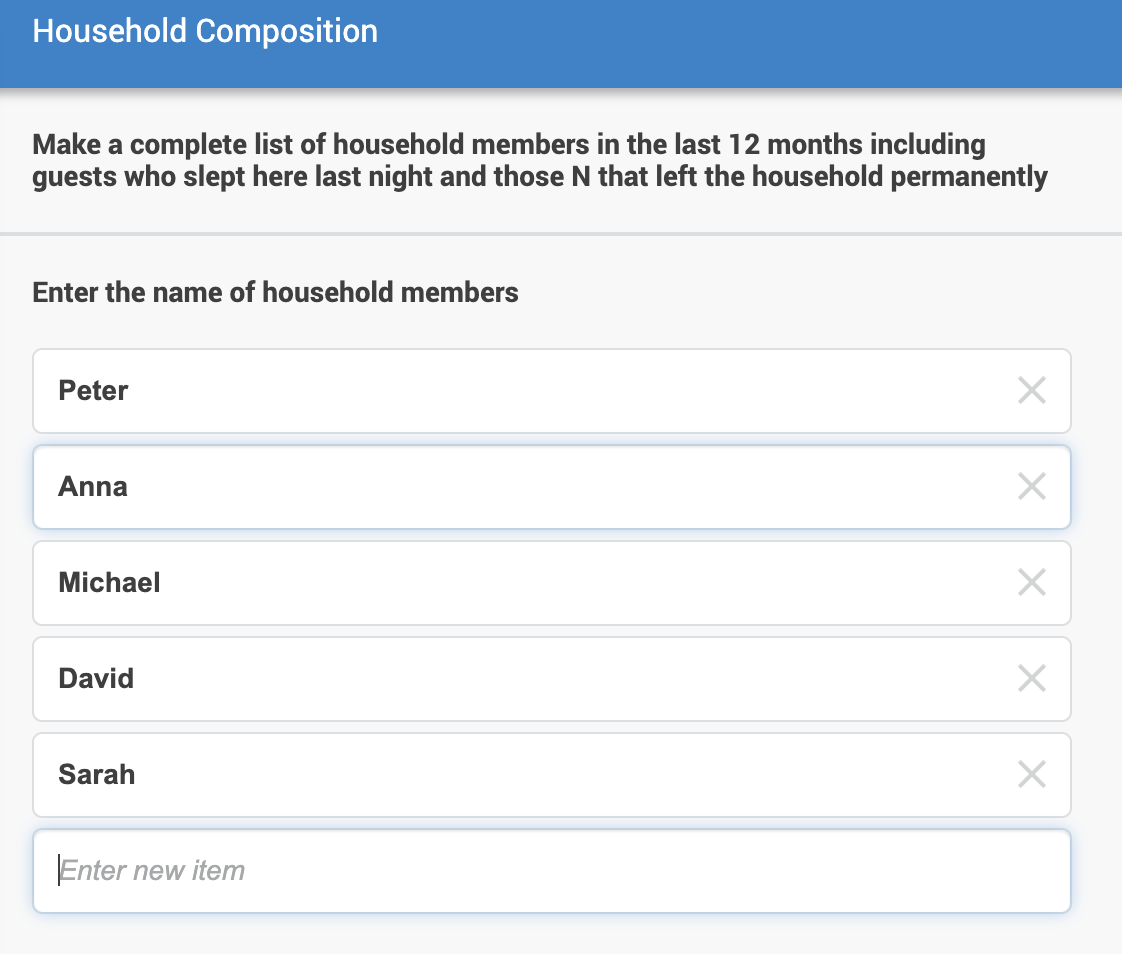 Household Composition
Make a complete list of household members in the last 12 months including
guests who slept here last night and those N that left the household permanently
Enter the name of household members
Peter
Anna
Michael
David
Sarah
Enter new item